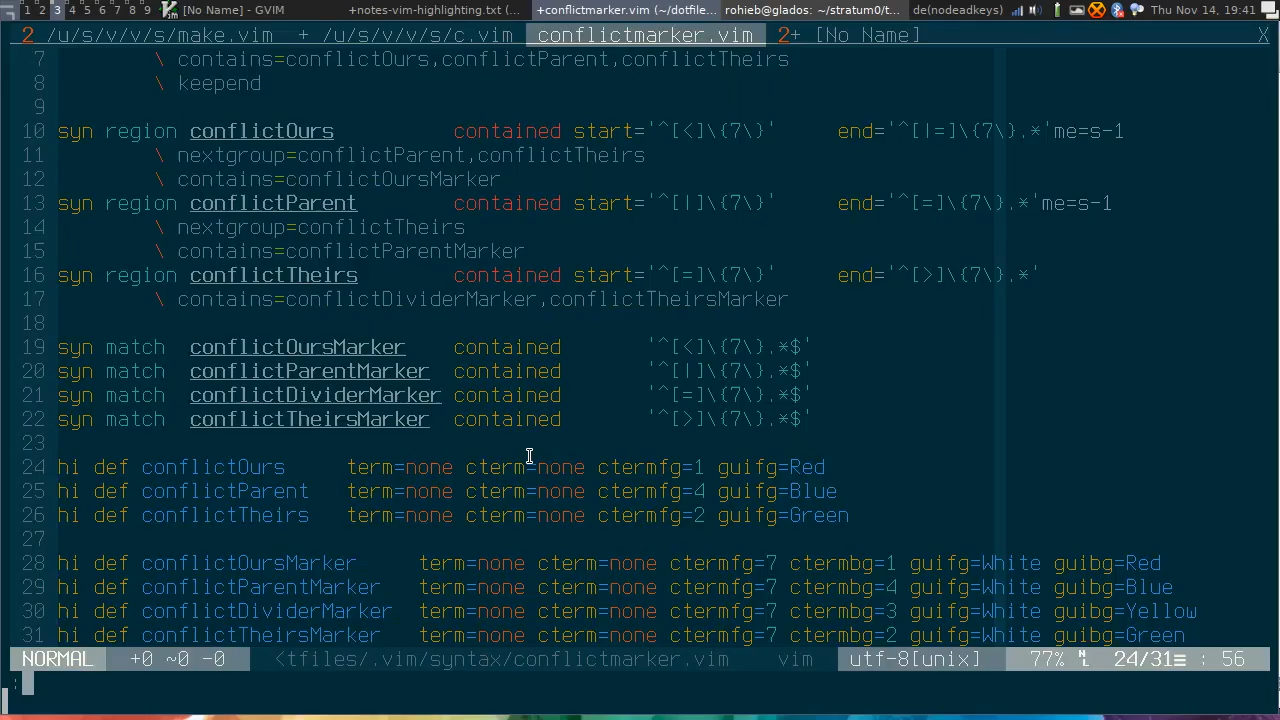 1 2 3 4 5 6 7 8 9 [No Name] - GVIM +notes-vim-highlighting.txt (... +conflictmarker.vim (~/dotfile... rohieb@glados: ~/stratum0/t... de(nodeadkeys) Thu Nov 14, 19:41
2 /u/s/v/v/s/make.vim + /u/s/v/v/s/c.vim conflictmarker.vim 2+ [No Name] X
7 \ contains=conflictOurs,conflictParent,conflictTheirs
8 \ keepend
9
10 syn region conflictOurs contained start='^[<]\{7\}' end='^[|=]\{7\}.*'me=s-1
11 \ nextgroup=conflictParent,conflictTheirs
12 \ contains=conflictOursMarker
13 syn region conflictParent contained start='^[|]\{7\}' end='^[=]\{7\}.*'me=s-1
14 \ nextgroup=conflictTheirs
15 \ contains=conflictParentMarker
16 syn region conflictTheirs contained start='^[=]\{7\}' end='^[>]\{7\}.*'
17 \ contains=conflictDividerMarker,conflictTheirsMarker
18
19 syn match conflictOursMarker contained '^[<]\{7\}.*$'
20 syn match conflictParentMarker contained '^[|]\{7\}.*$'
21 syn match conflictDividerMarker contained '^[=]\{7\}.*$'
22 syn match conflictTheirsMarker contained '^[>]\{7\}.*$'
23
24 hi def conflictOurs term=none cterm=none ctermfg=1 guifg=Red
25 hi def conflictParent term=none cterm=none ctermfg=4 guifg=Blue
26 hi def conflictTheirs term=none cterm=none ctermfg=2 guifg=Green
27
28 hi def conflictOursMarker term=none cterm=none ctermfg=7 ctermbg=1 guifg=White guibg=Red
29 hi def conflictParentMarker term=none cterm=none ctermfg=7 ctermbg=4 guifg=White guibg=Blue
30 hi def conflictDividerMarker term=none cterm=none ctermfg=7 ctermbg=3 guifg=White guibg=Yellow
31 hi def conflictTheirsMarker term=none cterm=none ctermfg=7 ctermbg=2 guifg=White guibg=Green
NORMAL +0 ~0 -0 <tfiles/.vim/syntax/conflictmarker.vim vim utf-8[unix] 77% ␤ 24/31≡ : 56
: